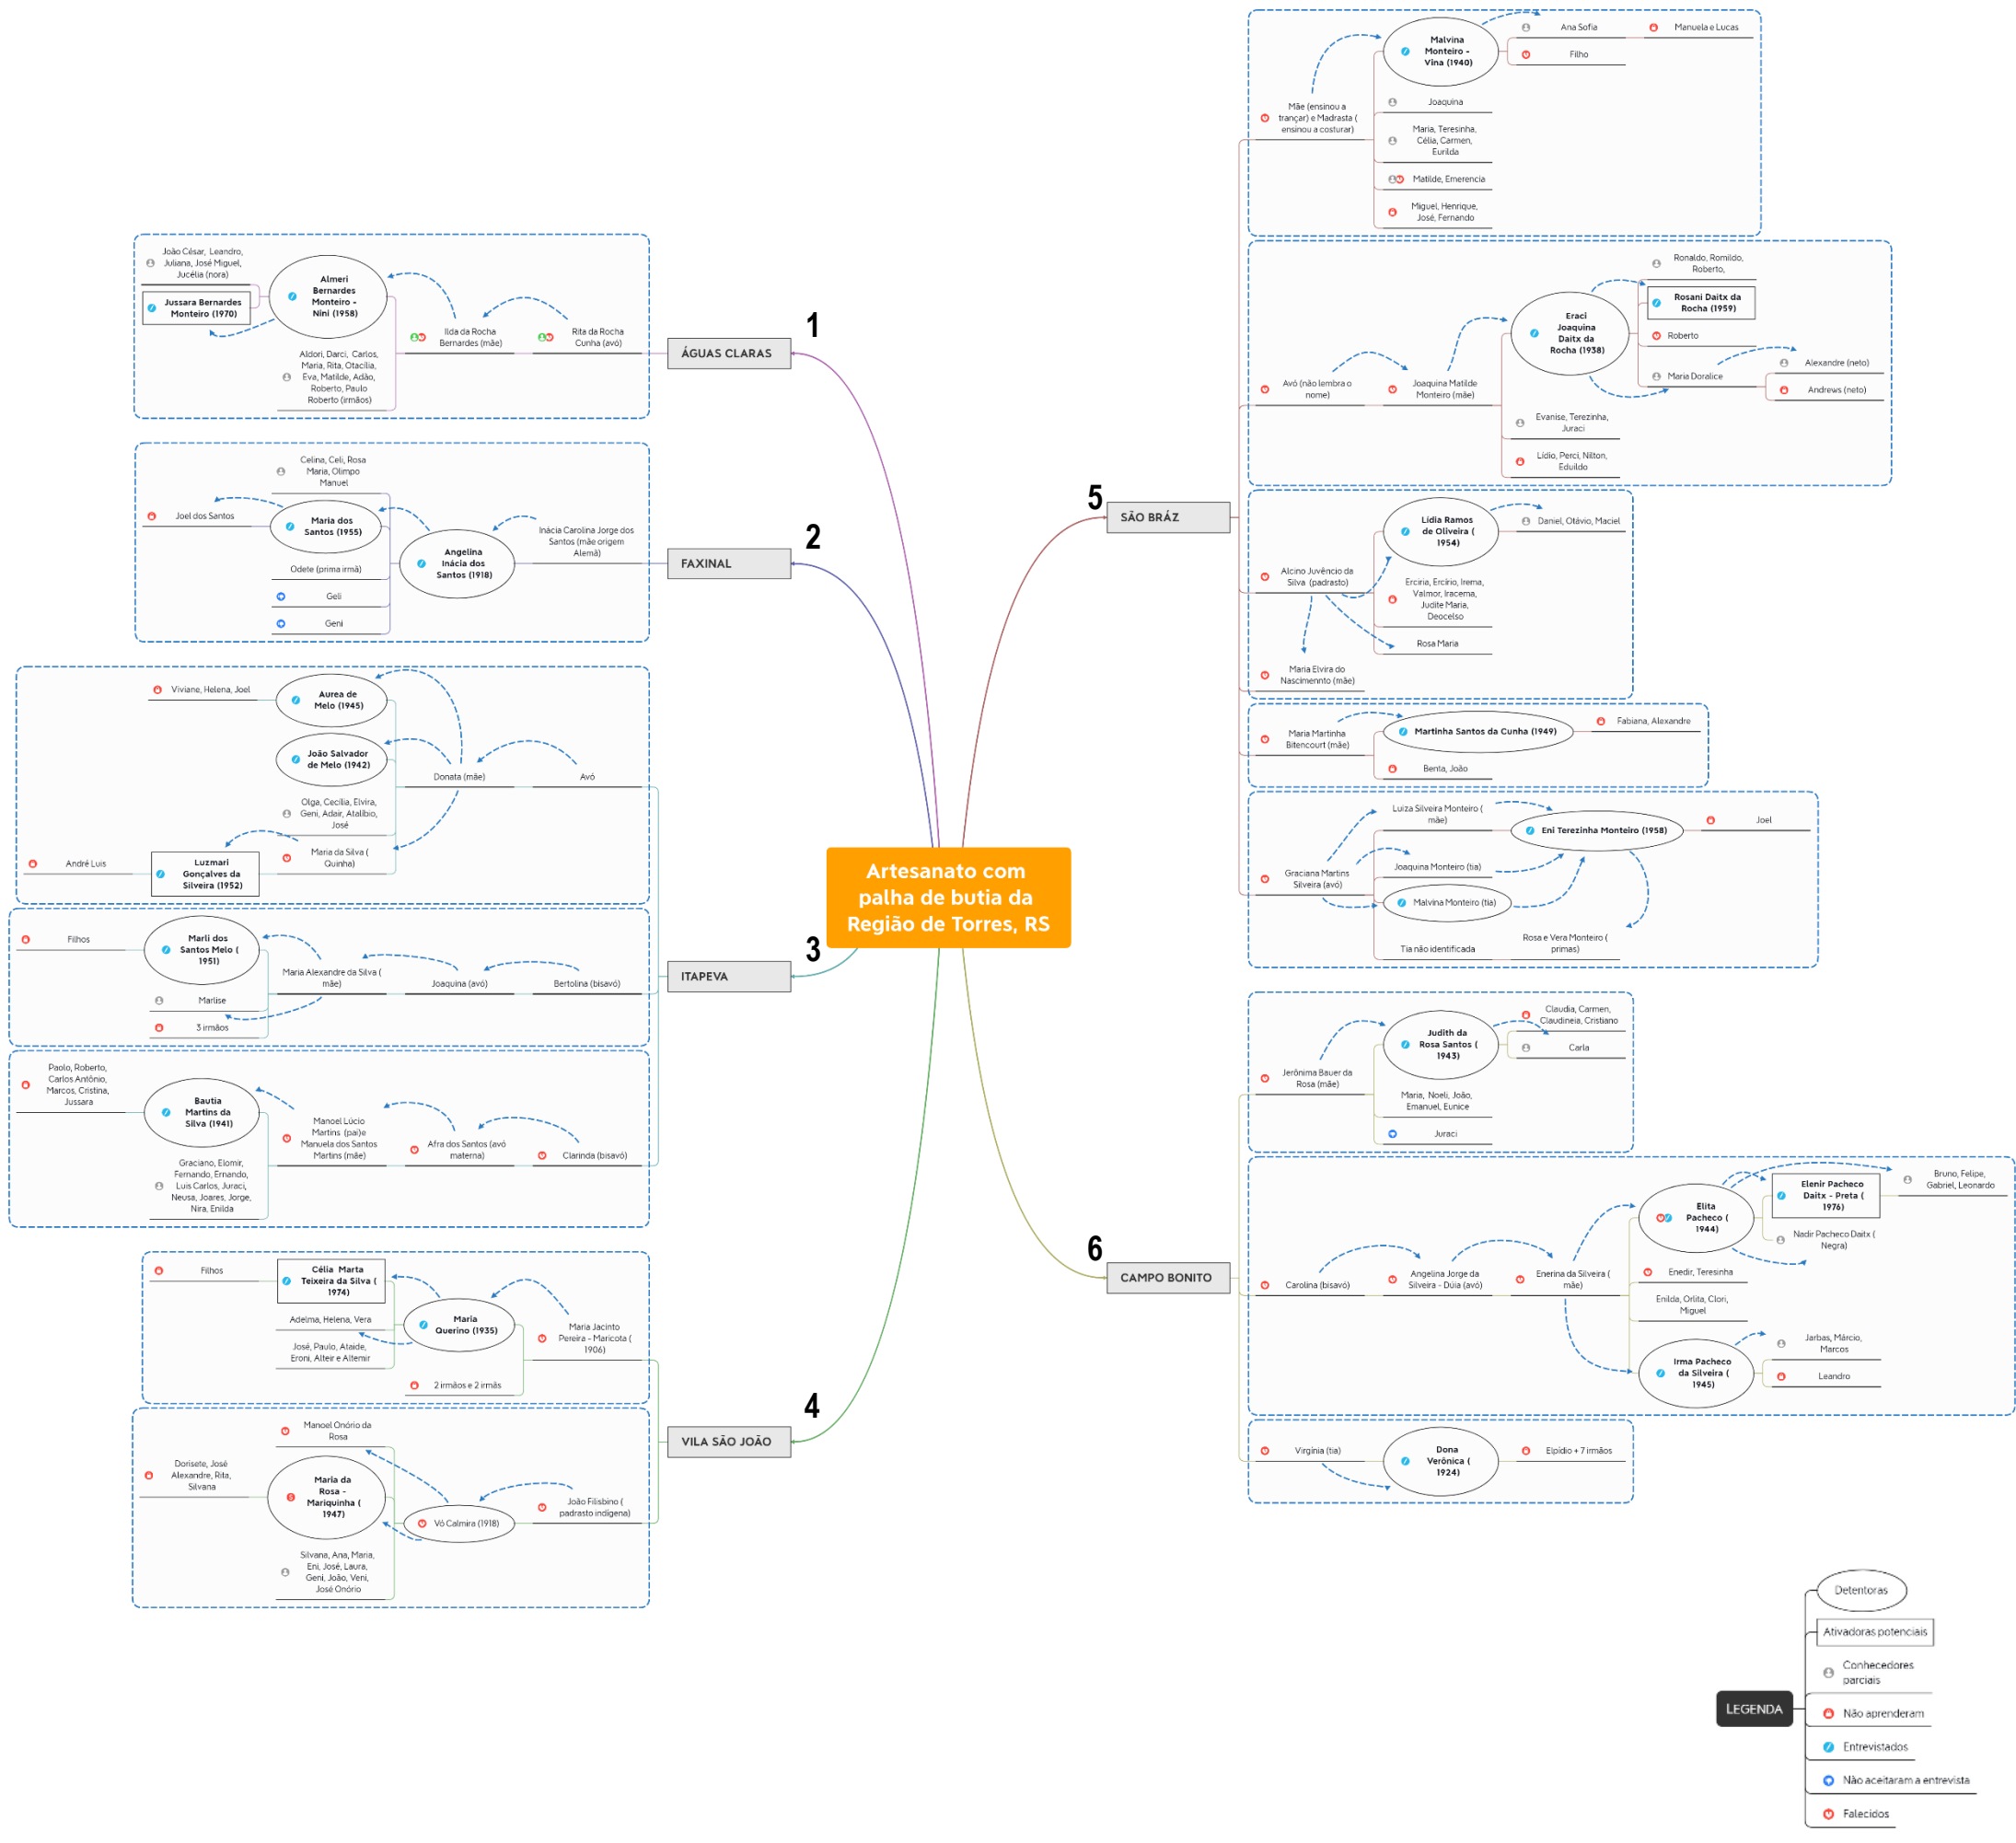 Artesanato com
palha de butia da
Região de Torres, RS
1
ÁGUAS CLARAS
João César, Leandro,
Juliana, José Miguel,
Jucélia (nora)
Jussara Bernardes
Monteiro (1970)
Almeri
Bernardes
Monteiro -
Nini (1958)
Aldori, Darci, Carlos,
Maria, Rita, Otacília,
Eva, Matilde, Adão,
Roberto, Paulo
Roberto (irmãos)
Ilda da Rocha
Bernardes (mãe)
Rita da Rocha
Cunha (avó)
2
FAXINAL
Celina, Celi, Rosa
Maria, Olimpo
Manuel
Joel dos Santos
Maria dos
Santos (1955)
Odete (prima irmã)
Geli
Geni
Angelina
Inácia dos
Santos (1918)
Inácia Carolina Jorge dos
Santos (mãe origem
Alemã)
3
ITAPEVA
Viviane, Helena, Joel
Aurea de
Melo (1945)
João Salvador
de Melo (1942)
Olga, Cecília, Elvira,
Geni, Adair, Atalíbio,
José
Maria da Silva (
Quinha)
André Luis
Luzmari
Gonçalves da
Silveira (1952)
Donata (mãe)
Avó
Filhos
Marli dos
Santos Melo (
1951)
Marlise
3 irmãos
Maria Alexandre da Silva (
mãe)
Joaquina (avó)
Bertolina (bisavó)
Paolo, Roberto,
Carlos Antônio,
Marcos, Cristina,
Jussara
Bautia
Martins da
Silva (1941)
Graciano, Elomir,
Fernando, Ernando,
Luis Carlos, Juraci,
Neusa, Joares, Jorge,
Nira, Enilda
Manoel Lúcio
Martins (pai)e
Manuela dos Santos
Martins (mãe)
Afra dos Santos (avó
materna)
Clarinda (bisavó)
4
VILA SÃO JOÃO
Filhos
Célia Marta
Teixeira da Silva (
1974)
Adelma, Helena, Vera
José, Paulo, Ataide,
Eroni, Alteir e Altemir
Maria
Querino (1935)
2 irmãos e 2 irmãs
Maria Jacinto
Pereira - Maricota (
1906)
Manoel Onório da
Rosa
Dorisete, José
Alexandre, Rita,
Silvana
Maria da
Rosa -
Mariquinha (
1947)
Silvana, Ana, Maria,
Eni, José, Laura,
Geni, João, Veni,
José Onório
Vó Calmira (1918)
João Filisbino (
padrasto indígena)
5
SÃO BRÁZ
Mãe (ensinou a
trançar) e Madrasta (
ensinou a costurar)
Malvina
Monteiro -
Vina (1940)
Ana Sofia
Manuela e Lucas
Filho
Joaquina
Maria, Teresinha,
Célia, Carmen,
Eurilda
Matilde, Emerencia
Miguel, Henrique,
José, Fernando
Avó (não lembra o
nome)
Joaquina Matilde
Monteiro (mãe)
Eraci
Joaquina
Daitx da
Rocha (1938)
Ronaldo, Romildo,
Roberto,
Rosani Daitx da
Rocha (1959)
Roberto
Maria Doralice
Alexandre (neto)
Andrews (neto)
Evanise, Terezinha,
Juraci
Lídio, Perci, Nilton,
Eduildo
Alcino Juvêncio da
Silva (padrasto)
Lídia Ramos
de Oliveira (
1954)
Daniel, Otávio, Maciel
Erciria, Ercírio, Irema,
Valmor, Iracema,
Judite Maria,
Deocelso
Rosa Maria
Maria Elvira do
Nascimennto (mãe)
Maria Martinha
Bitencourt (mãe)
Martinha Santos da Cunha (1949)
Fabiana, Alexandre
Benta, João
Graciana Martins
Silveira (avó)
Luiza Silveira Monteiro (
mãe)
Eni Terezinha Monteiro (1958)
Joel
Joaquina Monteiro (tia)
Malvina Monteiro (tia)
Tia não identificada
Rosa e Vera Monteiro (
primas)
6
CAMPO BONITO
Jerônima Bauer da
Rosa (mãe)
Judith da
Rosa Santos (
1943)
Claudia, Carmen,
Claudineia, Cristiano
Carla
Maria, Noeli, João,
Emanuel, Eunice
Juraci
Carolina (bisavó)
Angelina Jorge da
Silveira - Dúia (avó)
Enerina da Silveira (
mãe)
Elita
Pacheco (
1944)
Elenir Pacheco
Daitx - Preta (
1976)
Bruno, Felipe,
Gabriel, Leonardo
Nadir Pacheco Daitx (
Negra)
Enedir, Teresinha
Enilda, Orlita, Clori,
Miguel
Irma Pacheco
da Silveira (
1945)
Jarbas, Márcio,
Marcos
Leandro
Virgínia (tia)
Dona
Verônica (
1924)
Elpídio + 7 irmãos
LEGENDA
Detentoras
Ativadoras potenciais
Conhecedores
parciais
Não aprenderam
Entrevistados
Não aceitaram a entrevista
Falecidos